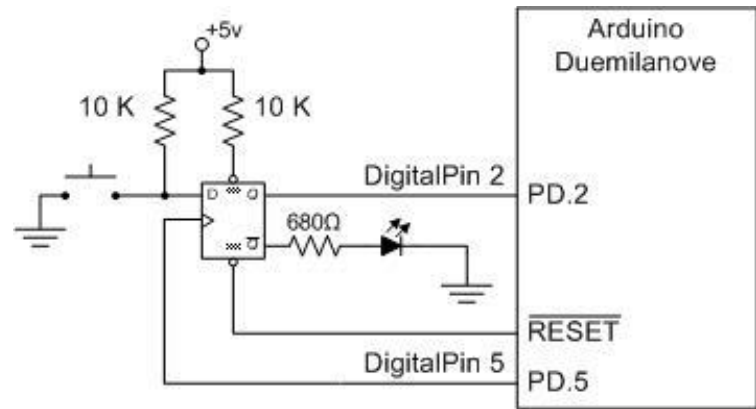 +5v
Arduino
Duemilanove
10 K
10 K
DigitalPin 2
PD.2
D
Q
680Ω
Q
RESET
DigitalPin 5
PD.5